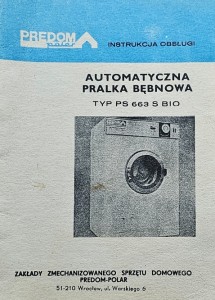 PREDOM
polar
INSTRUKCJA OBSŁUGI
AUTOMATYCZNA
PRALKA BĘBNOWA
TYP PS 663 S BIO
ZAKŁADY ZMECHANIZOWANEGO SPRZĘTU DOMOWEGO
PREDOM-POLAR
51-210 Wrocław, ul. Werskiego 6